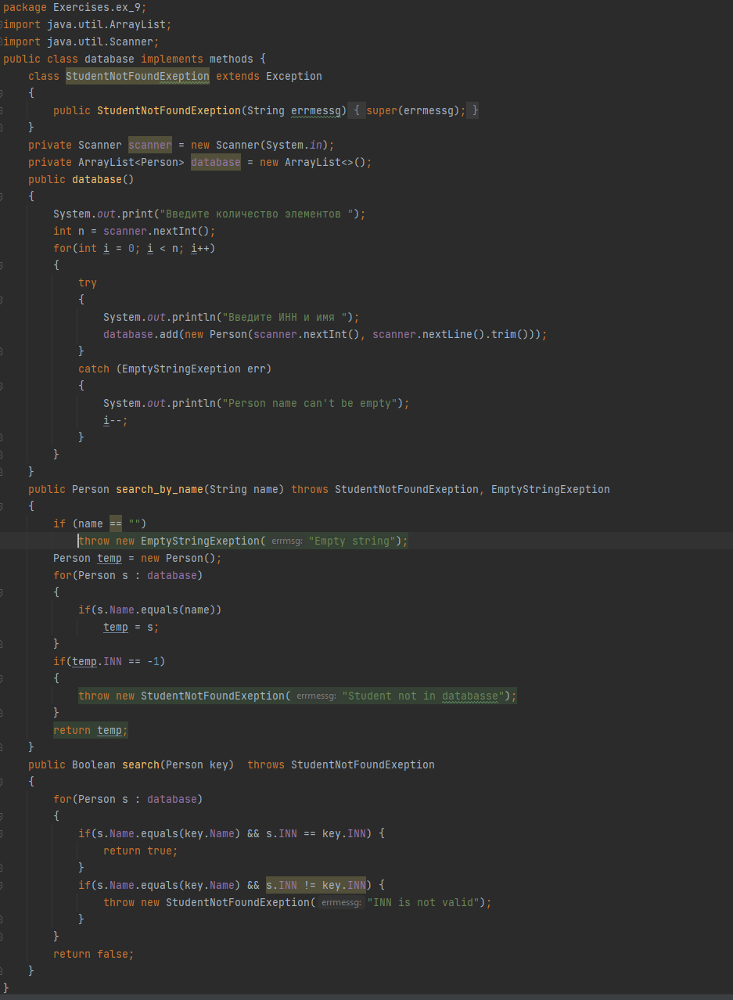 package Exercises.ex_9;
import java.util.ArrayList;
import java.util.Scanner;
public class database implements methods {
    class StudentNotFoundExeption extends Exception
    {
        public StudentNotFoundExeption(String errmessg) { super(errmessg); }
    }
    private Scanner scanner = new Scanner(System.in);
    private ArrayList<Person> database = new ArrayList<>();
    public database()
    {
        System.out.print("Введите количество элементов ");
        int n = scanner.nextInt();
        for(int i = 0; i < n; i++)
        {
            try
            {
                System.out.println("Введите ИНН и имя ");
                database.add(new Person(scanner.nextInt(), scanner.nextLine().trim()));
            }
            catch (EmptyStringExeption err)
            {
                System.out.println("Person name can't be empty");
                i--;
            }
        }
    }
    public Person search_by_name(String name) throws StudentNotFoundExeption, EmptyStringExeption
    {
        if (name == "")
            throw new EmptyStringExeption( errmsg: "Empty string");
        Person temp = new Person();
        for(Person s : database)
        {
            if(s.Name.equals(name))
                temp = s;
        }
        if(temp.INN == -1)
        {
            throw new StudentNotFoundExeption( errmessg: "Student not in databasse");
        }
        return temp;
    }
    public Boolean search(Person key)  throws StudentNotFoundExeption
    {
        for(Person s : database)
        {
            if(s.Name.equals(key.Name) && s.INN == key.INN) {
                return true;
            }
            if(s.Name.equals(key.Name) && s.INN != key.INN) {
                throw new StudentNotFoundExeption( errmessg: "INN is not valid");
            }
        }
        return false;
    }
}